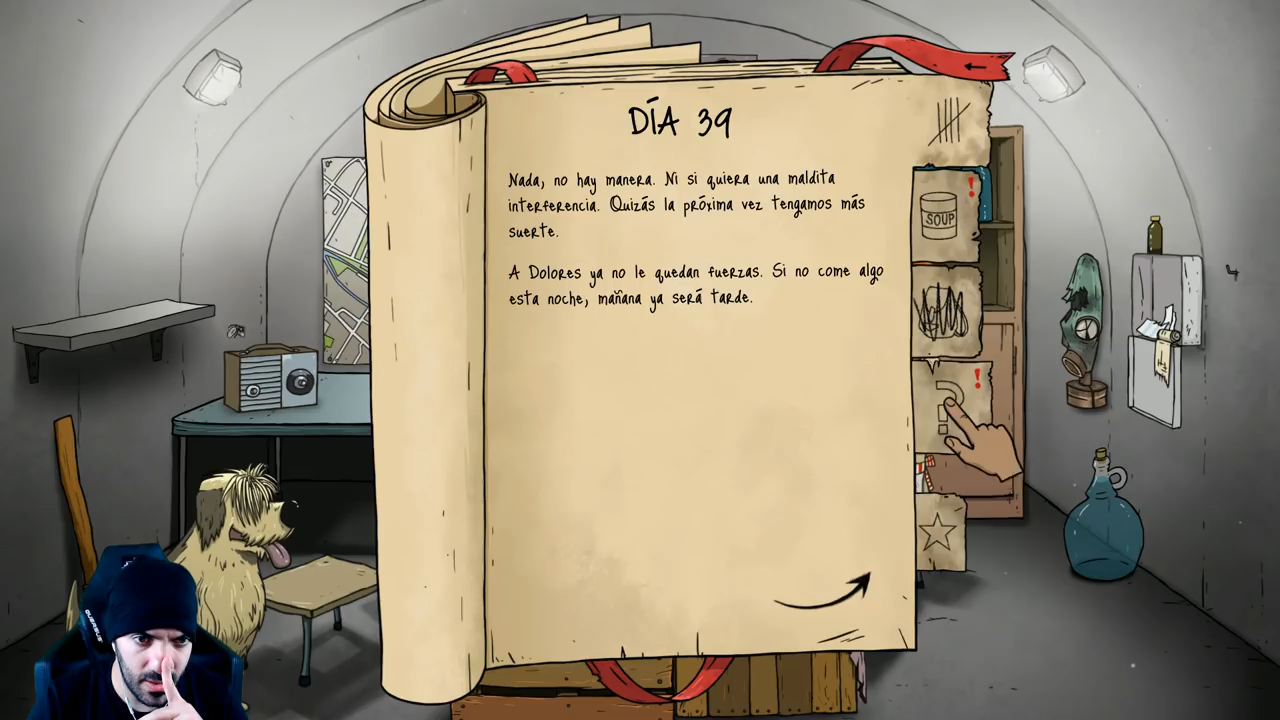 DÍA 39
Nada, no hay manera. Ni si quiera una maldita
interferencia. Quizás la próxima vez tengamos más
suerte.
A Dolores ya no le quedan fuerzas. Si no come algo
esta noche, mañana ya será tarde.
SOUP